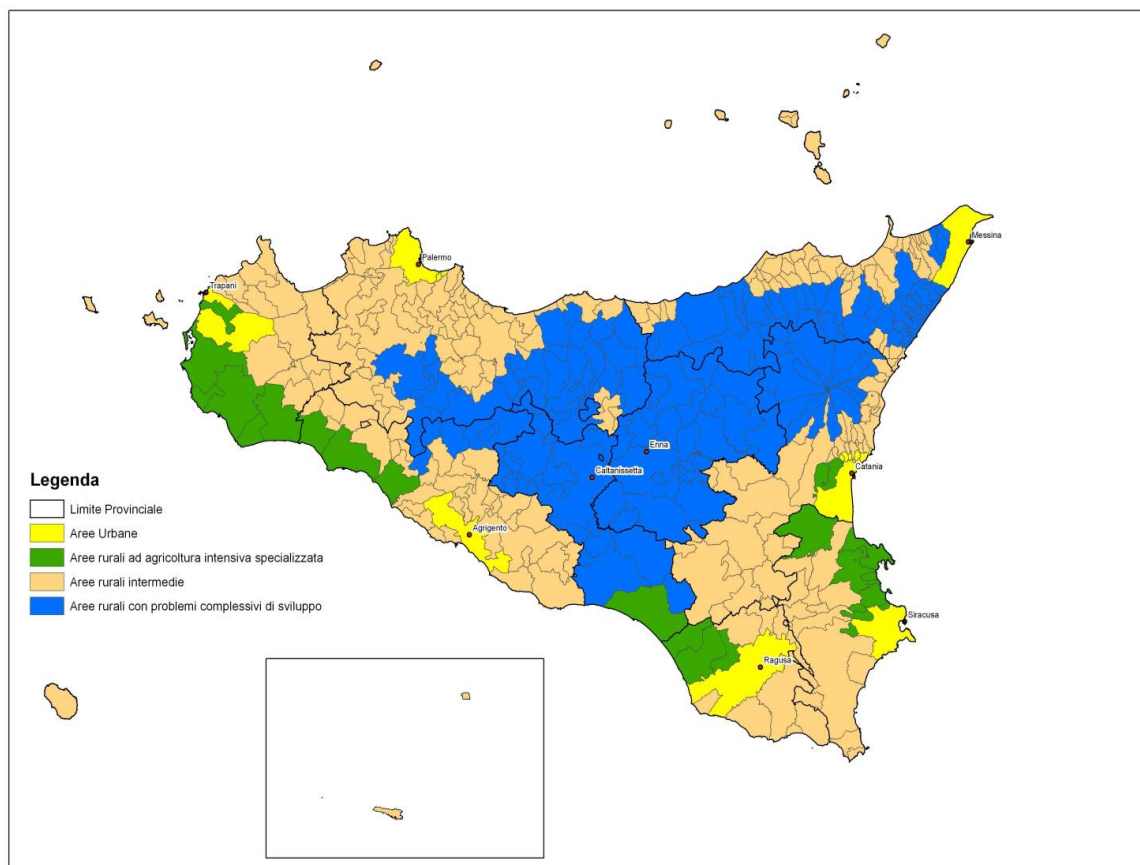 Messina
Palermo
Trapani
Enna
Caltanissetta
Catania
Agrigento
Siracusa
Ragusa
Legenda
Limite Provinciale
Aree Urbane
Aree rurali ad agricoltura intensiva specializzata
Aree rurali intermedie
Aree rurali con problemi complessivi di sviluppo